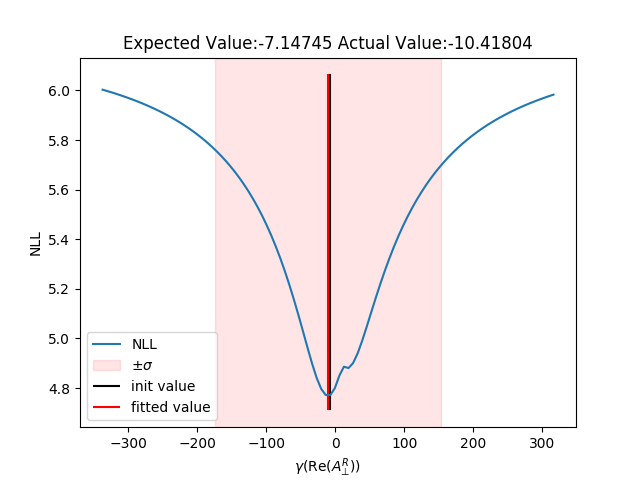 Expected Value:-7.14745 Actual Value:-10.41804
NLL
6.0
5.8
5.6
5.4
5.2
5.0
4.8
NLL
±σ
init value
fitted value
−300 −200 −100 0 100 200 300
γ(Re(A_⊥^R))